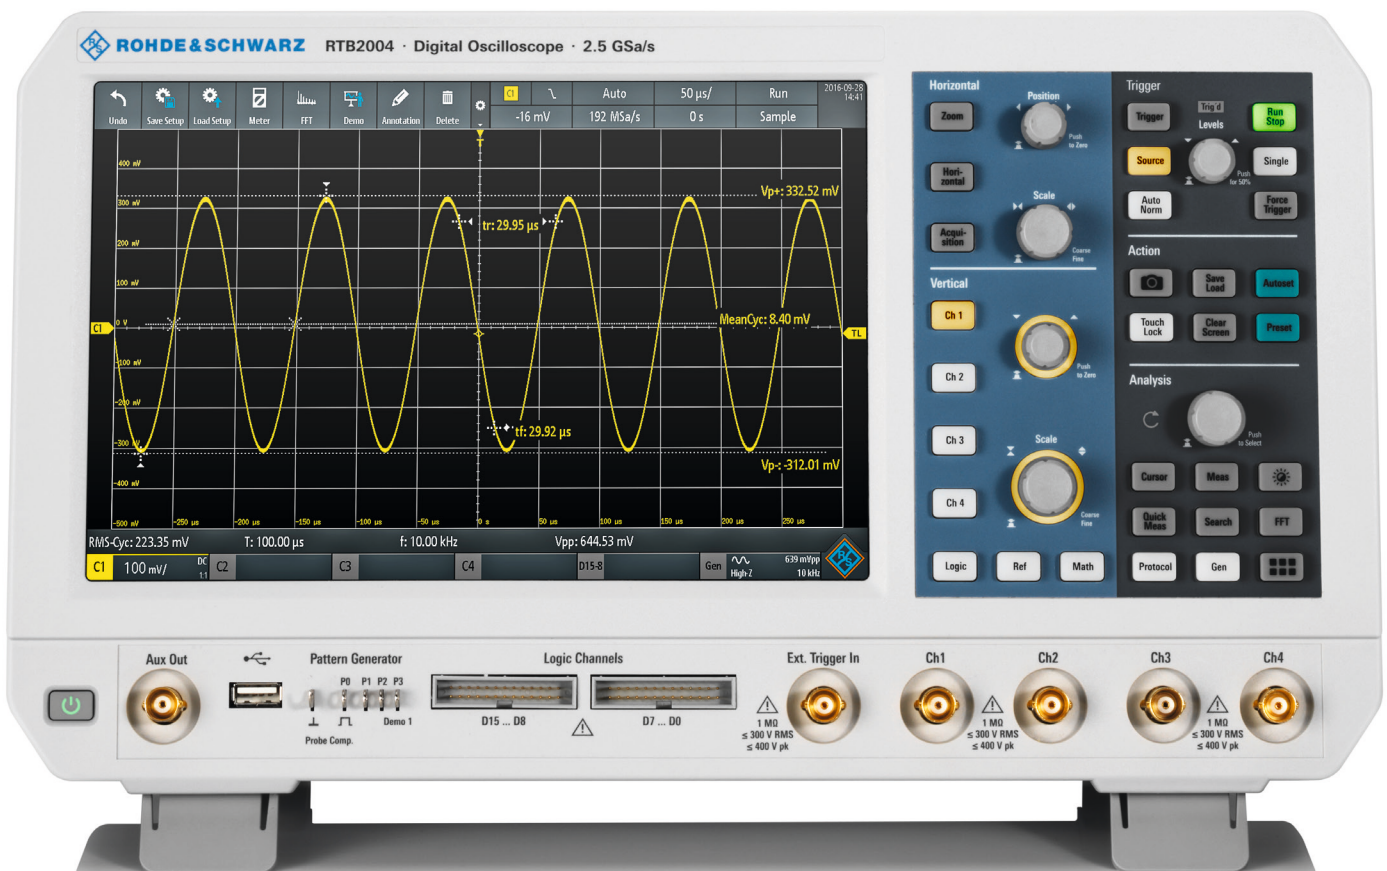 ROHDE & SCHWARZ RTB2004 · Digital Oscilloscope · 2.5 GSa/s
Undo Save Setup Load Setup Meter FFT Demo Annotation Delete
C1 Auto 50 µs/ Run
-16 mV 192 MSa/s 0 s Sample
2016-09-28
14:41
T
400 mV
Vp+: 332.52 mV
300 mV
tr: 29.95 µs
200 mV
100 mV
MeanCyc: 8.40 mV
C1 0 V TL
-100 mV
-200 mV
tf: 29.92 µs
-300 mV
Vp-: -312.01 mV
-400 mV
-500 mV -250 µs -200 µs -150 µs -100 µs -50 µs 0 s 50 µs 100 µs 150 µs 200 µs 250 µs
RMS-Cyc: 223.35 mV T: 100.00 µs f: 10.00 kHz Vpp: 644.53 mV
C1 100 mV/ DC 1:1 C2 C3 C4 D15-8 Gen High-Z 639 mVpp 10 kHz
R&S
Horizontal
Position
Zoom
Push
to Zero
Hori-
zontal
Scale
Acqui-
sition
Coarse
Fine
Vertical
Ch 1
Push
to Zero
Ch 2
Ch 3
Scale
Ch 4
Coarse
Fine
Logic Ref Math
Trigger
Trigger
Trig'd
Levels
Run
Stop
Source
Single
Push
for 50%
Auto
Norm
Force
Trigger
Action
Save
Load
Autoset
Touch
Lock
Clear
Screen
Preset
Analysis
Push
to Select
Cursor Meas
Quick
Meas
Search FFT
Protocol Gen
Aux Out
Pattern Generator
P0 P1 P2 P3
Demo 1
Probe Comp.
Logic Channels
D15 ... D8 D7 ... D0
Ext. Trigger In
1 MΩ
≤ 300 V RMS
≤ 400 V pk
Ch1
1 MΩ
≤ 300 V RMS
≤ 400 V pk
Ch2
Ch3
1 MΩ
≤ 300 V RMS
≤ 400 V pk
Ch4